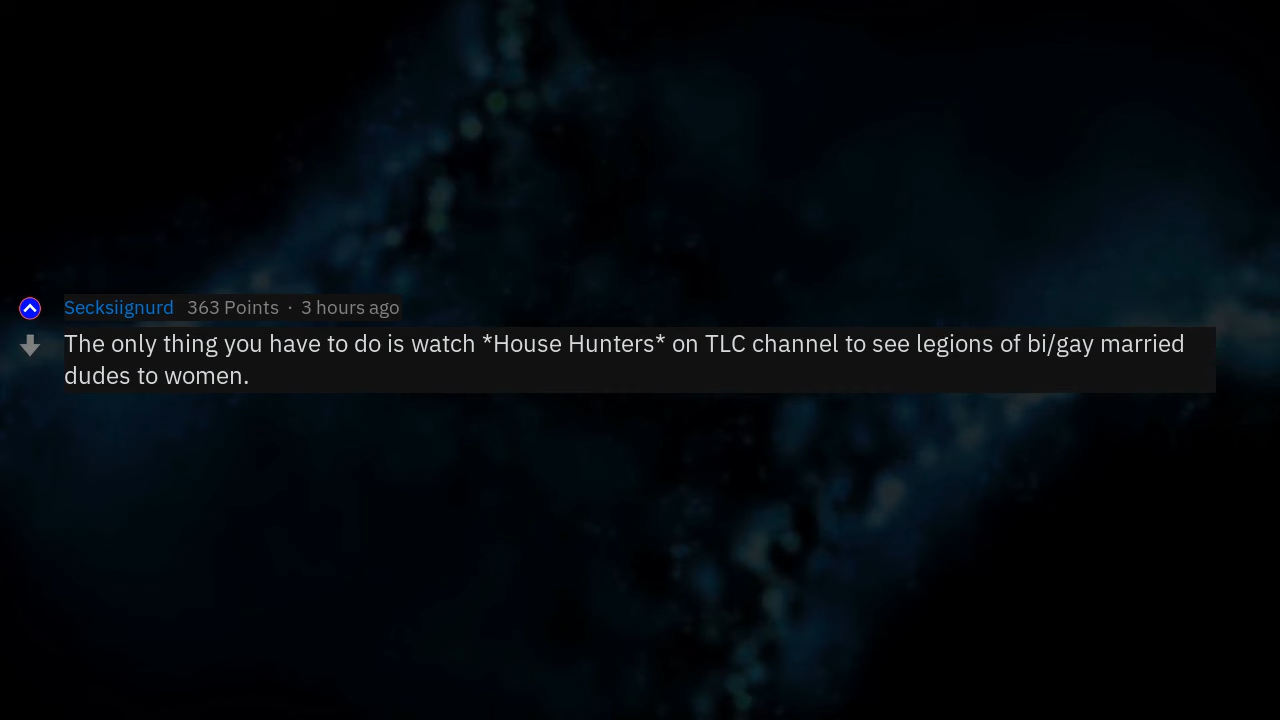 Secksiignurd 363 Points · 3 hours ago
The only thing you have to do is watch *House Hunters* on TLC channel to see legions of bi/gay married
dudes to women.